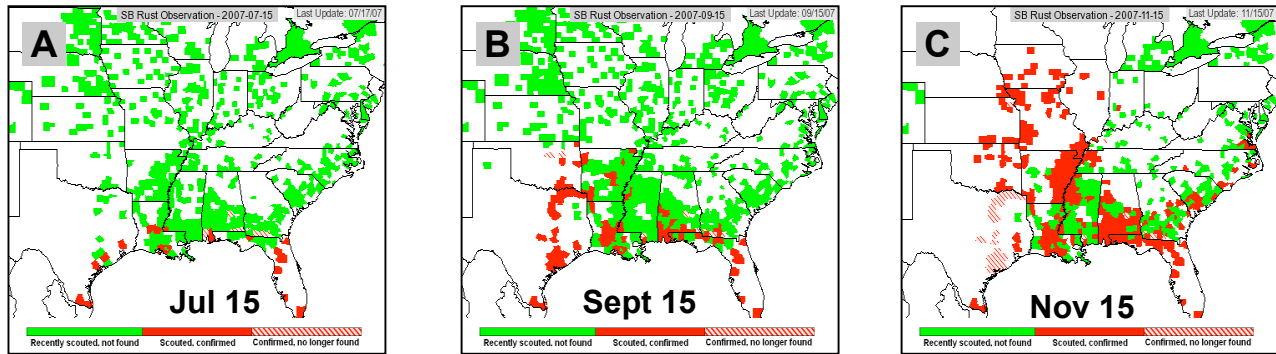 A
SB Rust Observation - 2007-07-15
Last Update: 07/17/07
Jul 15
Recently scouted, not found
Scouted, confirmed
Confirmed, no longer found
B
SB Rust Observation - 2007-09-15
Last Update: 09/15/07
Sept 15
Recently scouted, not found
Scouted, confirmed
Confirmed, no longer found
C
SB Rust Observation - 2007-11-15
Last Update: 11/15/07
Nov 15
Recently scouted, not found
Scouted, confirmed
Confirmed, no longer found